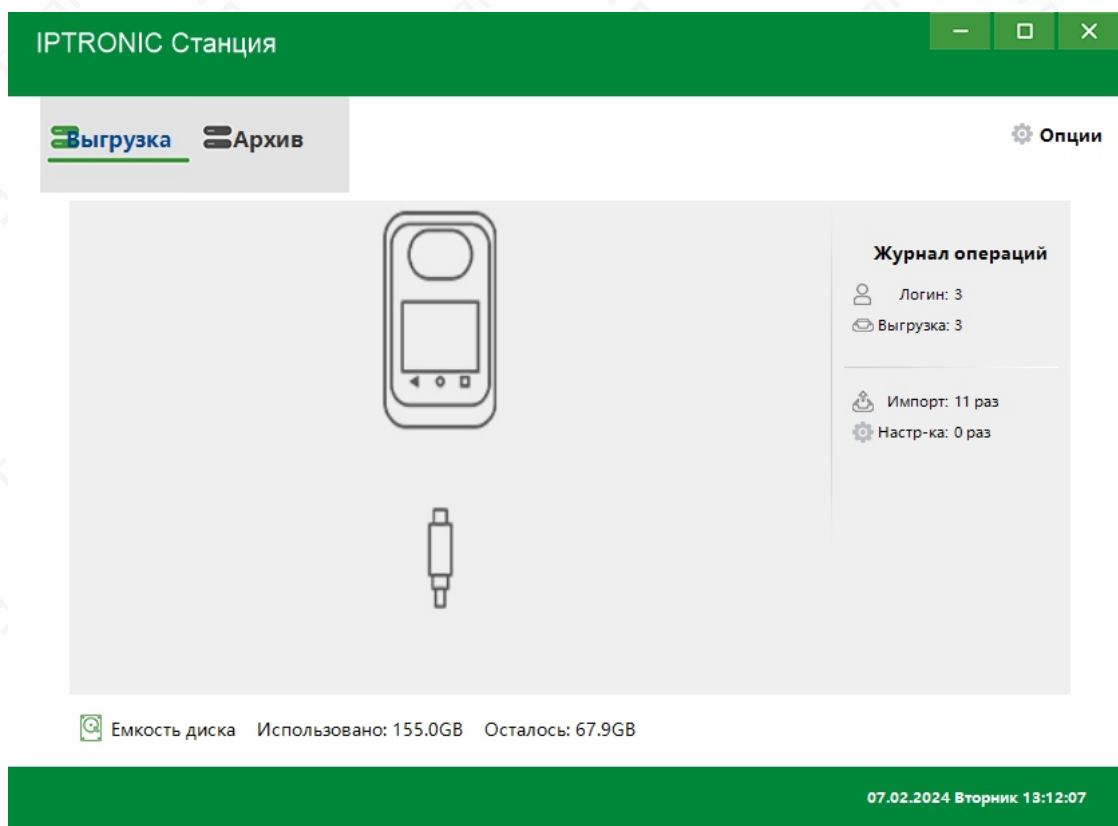 IPTRONIC Станция
Выгрузка Архив
Опции
Журнал операций
Логин: 3
Выгрузка: 3
Импорт: 11 раз
Настр-ка: 0 раз
Емкость диска Использовано: 155.0GB Осталось: 67.9GB
07.02.2024 Вторник 13:12:07